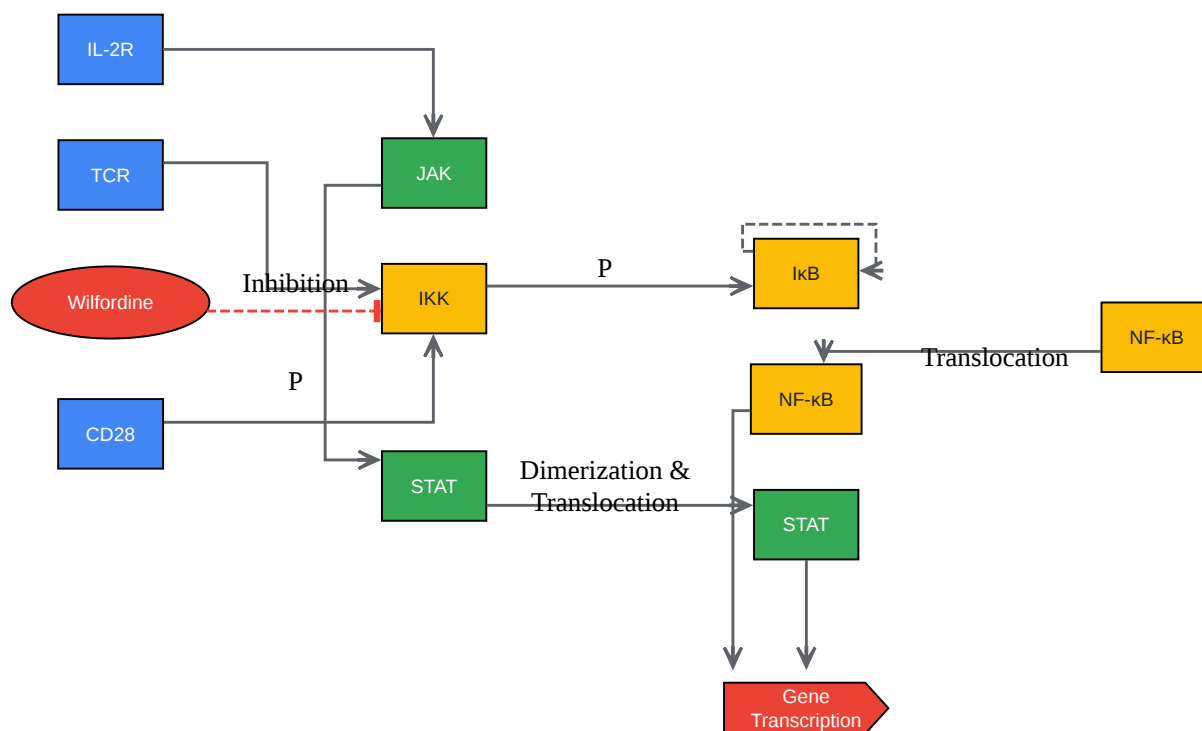 IL-2R
TCR
JAK
Wilfordine
Inhibition
IKK
P
IκB
NF-κB
Translocation
P
NF-κB
CD28
STAT
Dimerization &
Translocation
STAT
Gene
Transcription